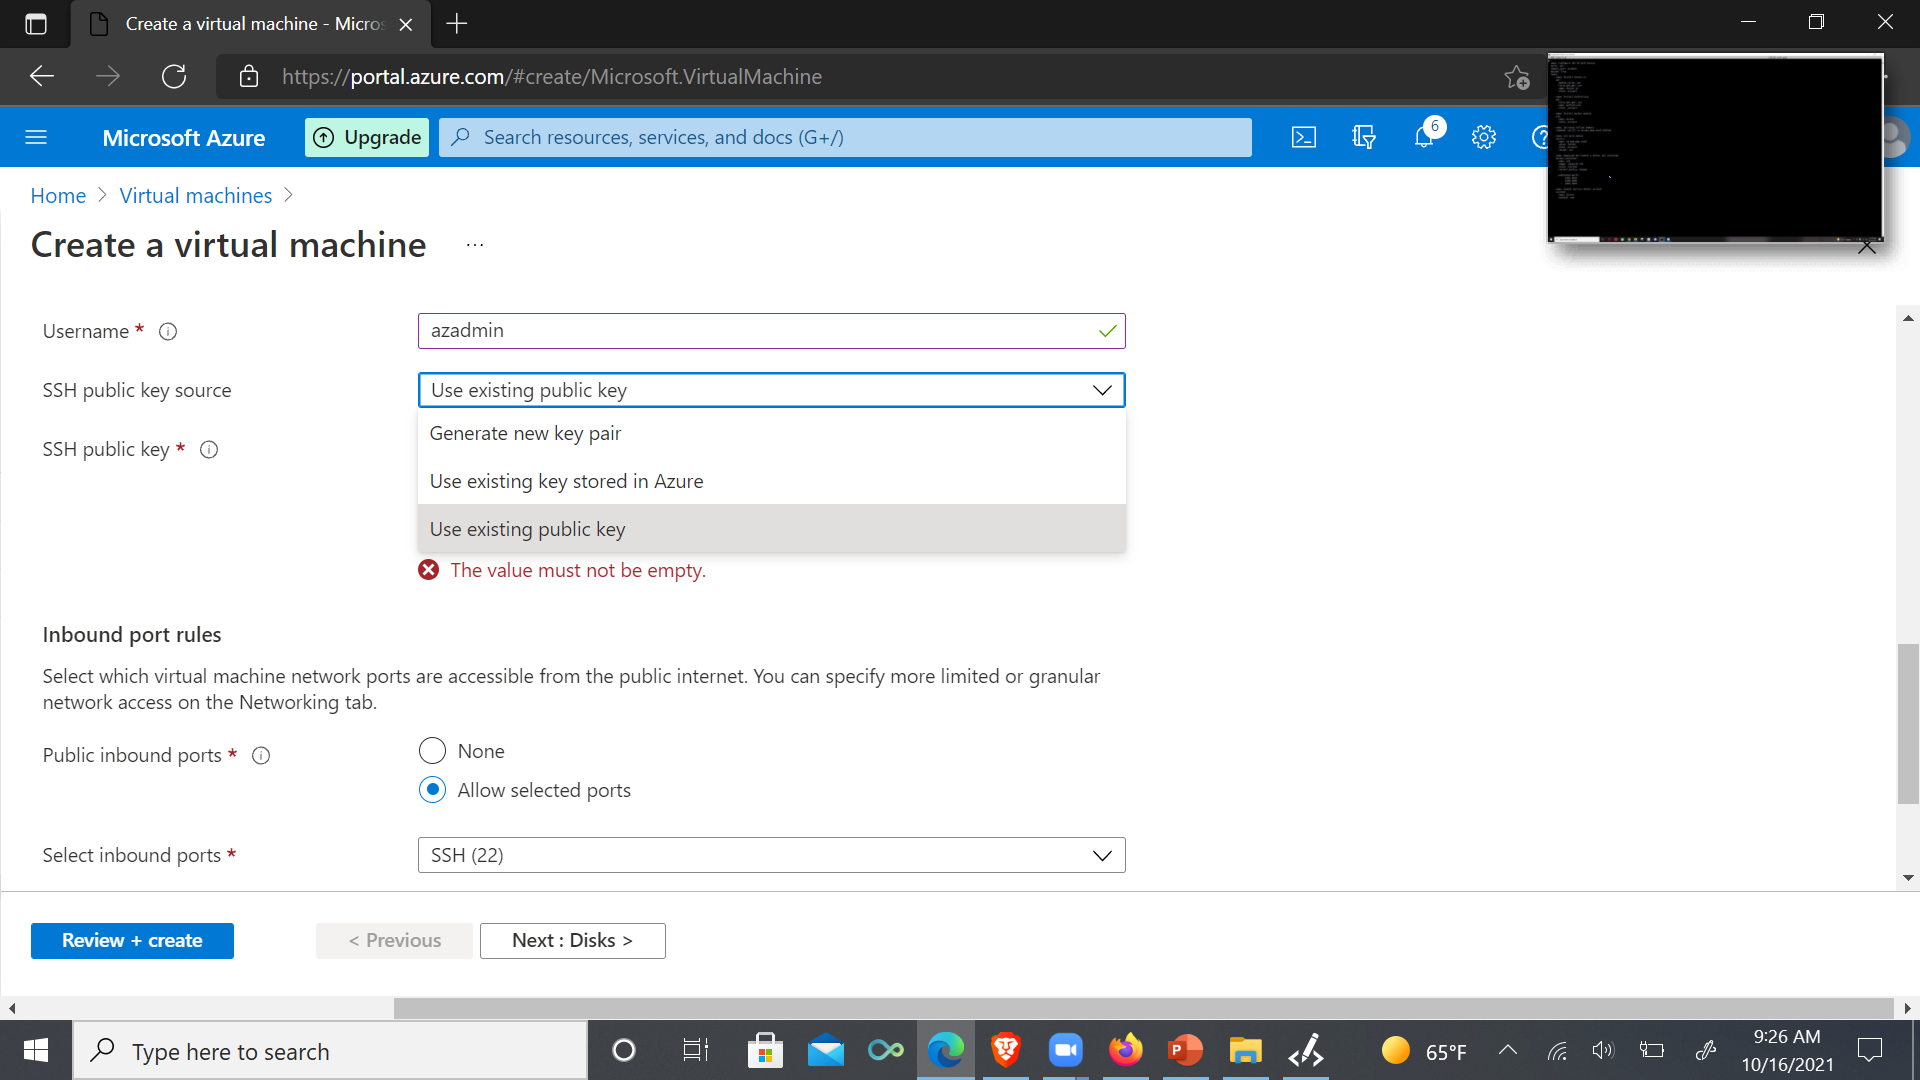 Create a virtual machine - Micros
https://portal.azure.com/#create/Microsoft.VirtualMachine
Microsoft Azure
Upgrade
Search resources, services, and docs (G+/)
6
Home > Virtual machines >
Create a virtual machine ...
Username *
azadmin
SSH public key source
Use existing public key
Generate new key pair
SSH public key *
Use existing key stored in Azure
Use existing public key
The value must not be empty.
Inbound port rules
Select which virtual machine network ports are accessible from the public internet. You can specify more limited or granular
network access on the Networking tab.
Public inbound ports *
None
Allow selected ports
Select inbound ports *
SSH (22)
Review + create
< Previous
Next : Disks >
Type here to search
65°F
9:26 AM
10/16/2021